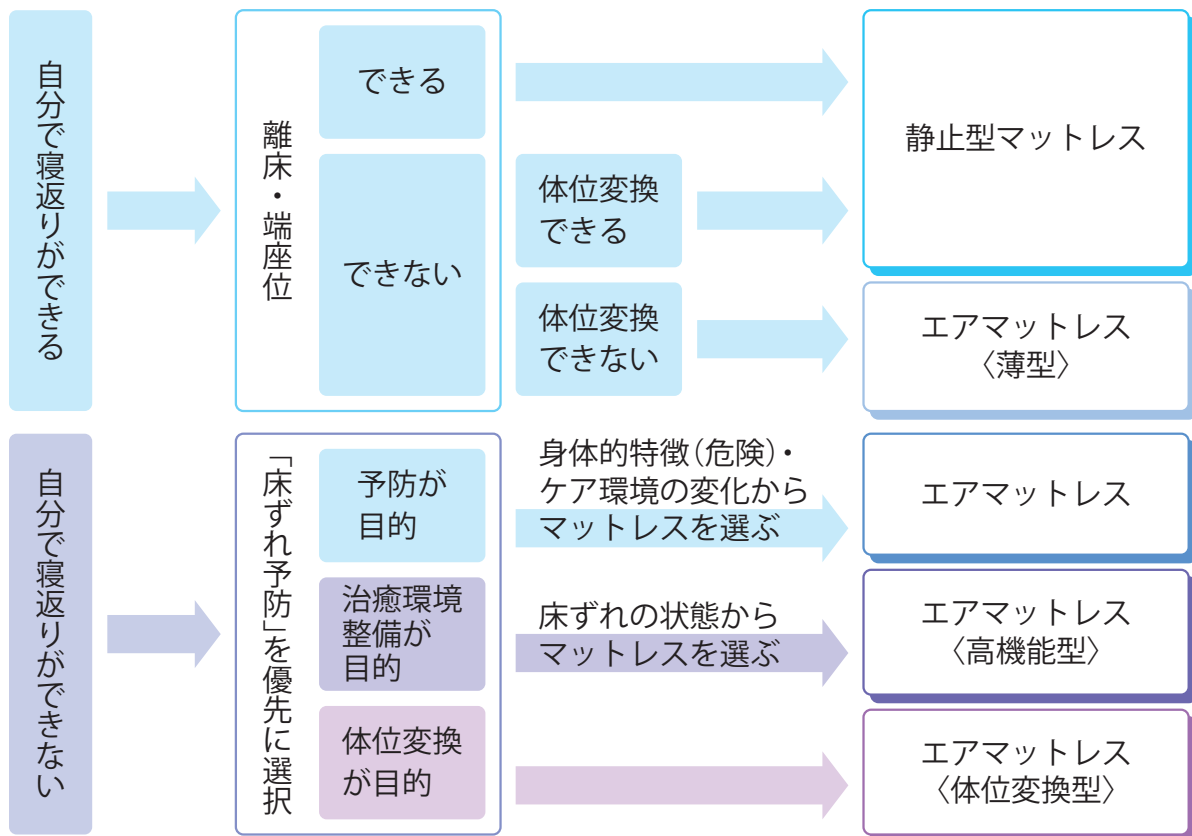 自分で寝返りができる
離床・端座位
できる
静止型マットレス
できない
体位変換
できる
体位変換
できない
エアマットレス
〈薄型〉
自分で寝返りができない
「床ずれ予防」を優先に選択
予防が
目的
身体的特徴（危険）・
ケア環境の変化から
マットレスを選ぶ
エアマットレス
治癒環境
整備が
目的
床ずれの状態から
マットレスを選ぶ
エアマットレス
〈高機能型〉
体位変換
が目的
エアマットレス
〈体位変換型〉